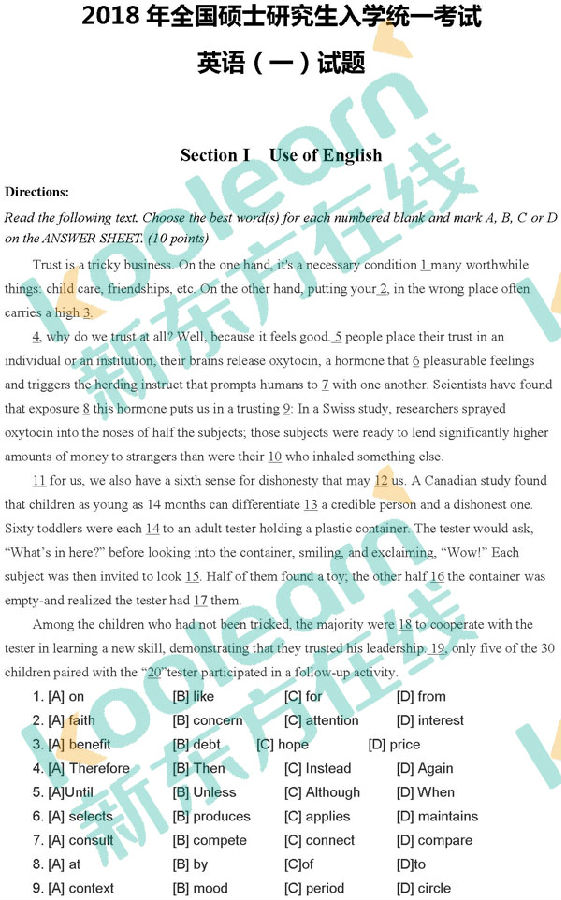 2018 年全国硕士研究生入学统一考试
英语（一）试题
Section I Use of English
Directions:
Read the following text. Choose the best word(s) for each numbered blank and mark A, B, C or D
on the ANSWER SHEET. (10 points)
Trust is a tricky business. On the one hand, it's a necessary condition 1 many worthwhile
things: child care, friendships, etc. On the other hand, putting your 2, in the wrong place often
carries a high 3.
4, why do we trust at all? Well, because it feels good. 5 people place their trust in an
individual or an institution, their brains release oxytocin, a hormone that 6 pleasurable feelings
and triggers the herding instruct that prompts humans to 7 with one another. Scientists have found
that exposure 8 this hormone puts us in a trusting 9: In a Swiss study, researchers sprayed
oxytocin into the noses of half the subjects; those subjects were ready to lend significantly higher
amounts of money to strangers than were their 10 who inhaled something else.
11 for us, we also have a sixth sense for dishonesty that may 12 us. A Canadian study found
that children as young as 14 months can differentiate 13 a credible person and a dishonest one.
Sixty toddlers were each 14 to an adult tester holding a plastic container. The tester would ask,
“What's in here?” before looking into the container, smiling, and exclaiming, “Wow!” Each
subject was then invited to look 15. Half of them found a toy; the other half 16 the container was
empty-and realized the tester had 17 them.
Among the children who had not been tricked, the majority were 18 to cooperate with the
tester in learning a new skill, demonstrating that they trusted his leadership. 19, only five of the 30
children paired with the “20”tester participated in a follow-up activity.
1. [A] on [B] like [C] for [D] from
2. [A] faith [B] concern [C] attention [D] interest
3. [A] benefit [B] debt [C] hope [D] price
4. [A] Therefore [B] Then [C] Instead [D] Again
5. [A]Until [B] Unless [C] Although [D] When
6. [A] selects [B] produces [C] applies [D] maintains
7. [A] consult [B] compete [C] connect [D] compare
8. [A] at [B] by [C]of [D]to
9. [A] context [B] mood [C] period [D] circle
koolearn
新东方在线
koolearn
新东方在线